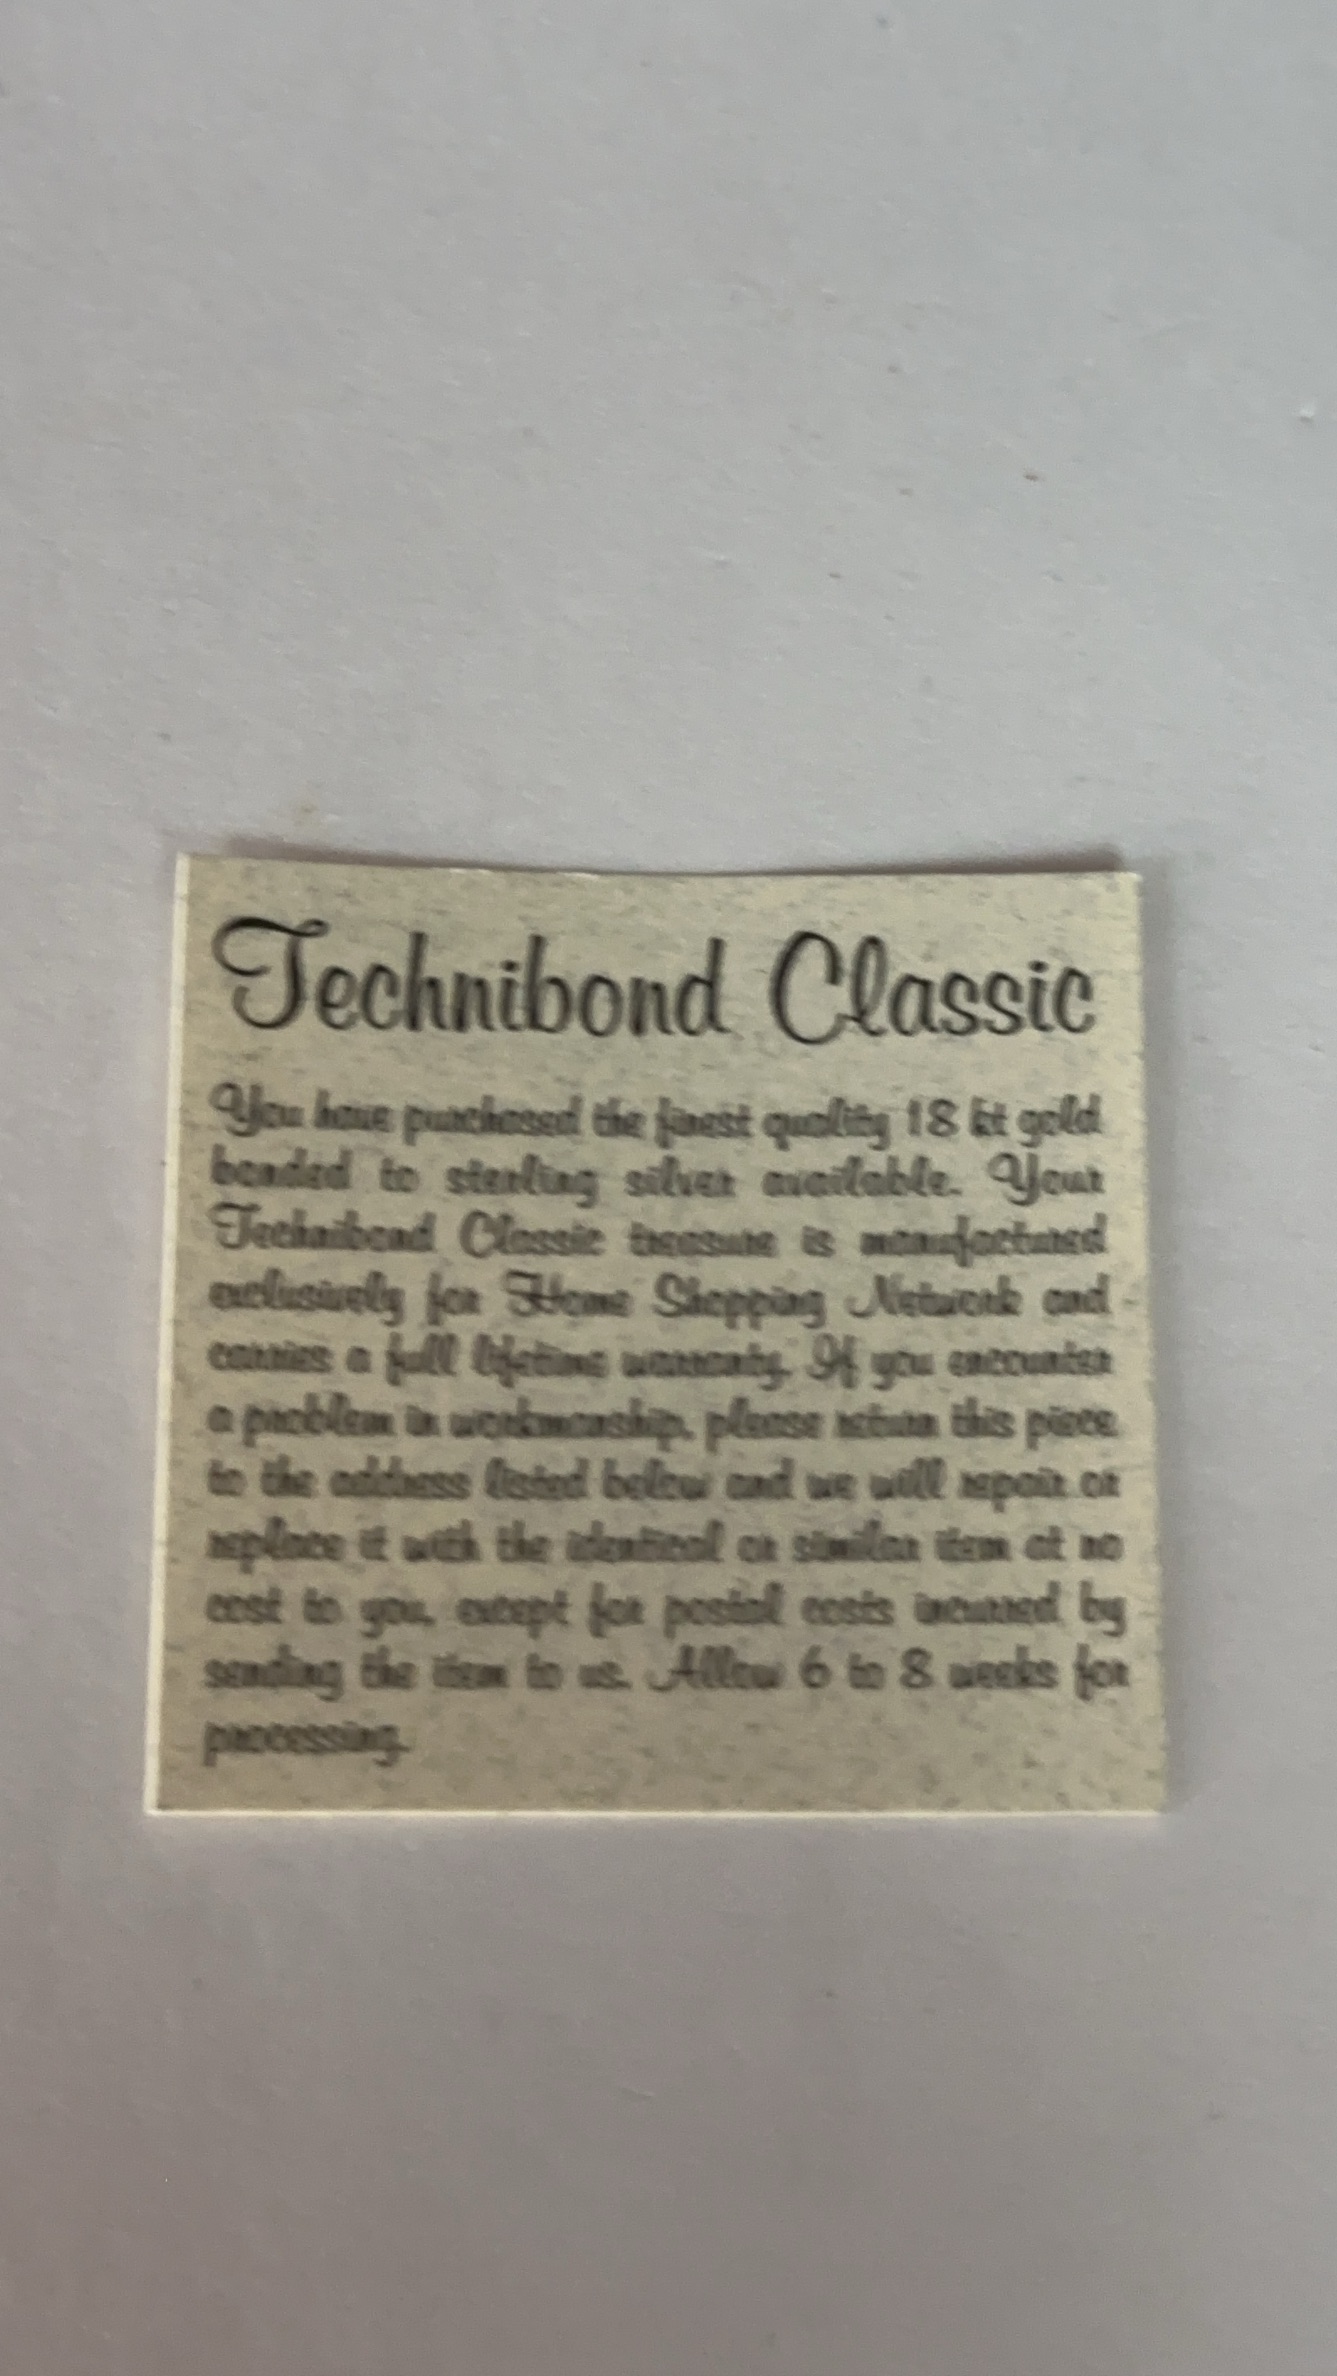 Technibond Classic
You have purchased the finest quality 18 kt gold
bonded to sterling silver available. Your
Technibond Classic treasure is manufactured
exclusively for Home Shopping Network and
carries a full lifetime warranty. If you encounter
a problem in workmanship, please return this piece
to the address listed below and we will repair or
replace it with the identical or similar item at no
cost to you, except for postal costs incurred by
sending the item to us. Allow 6 to 8 weeks for
processing.